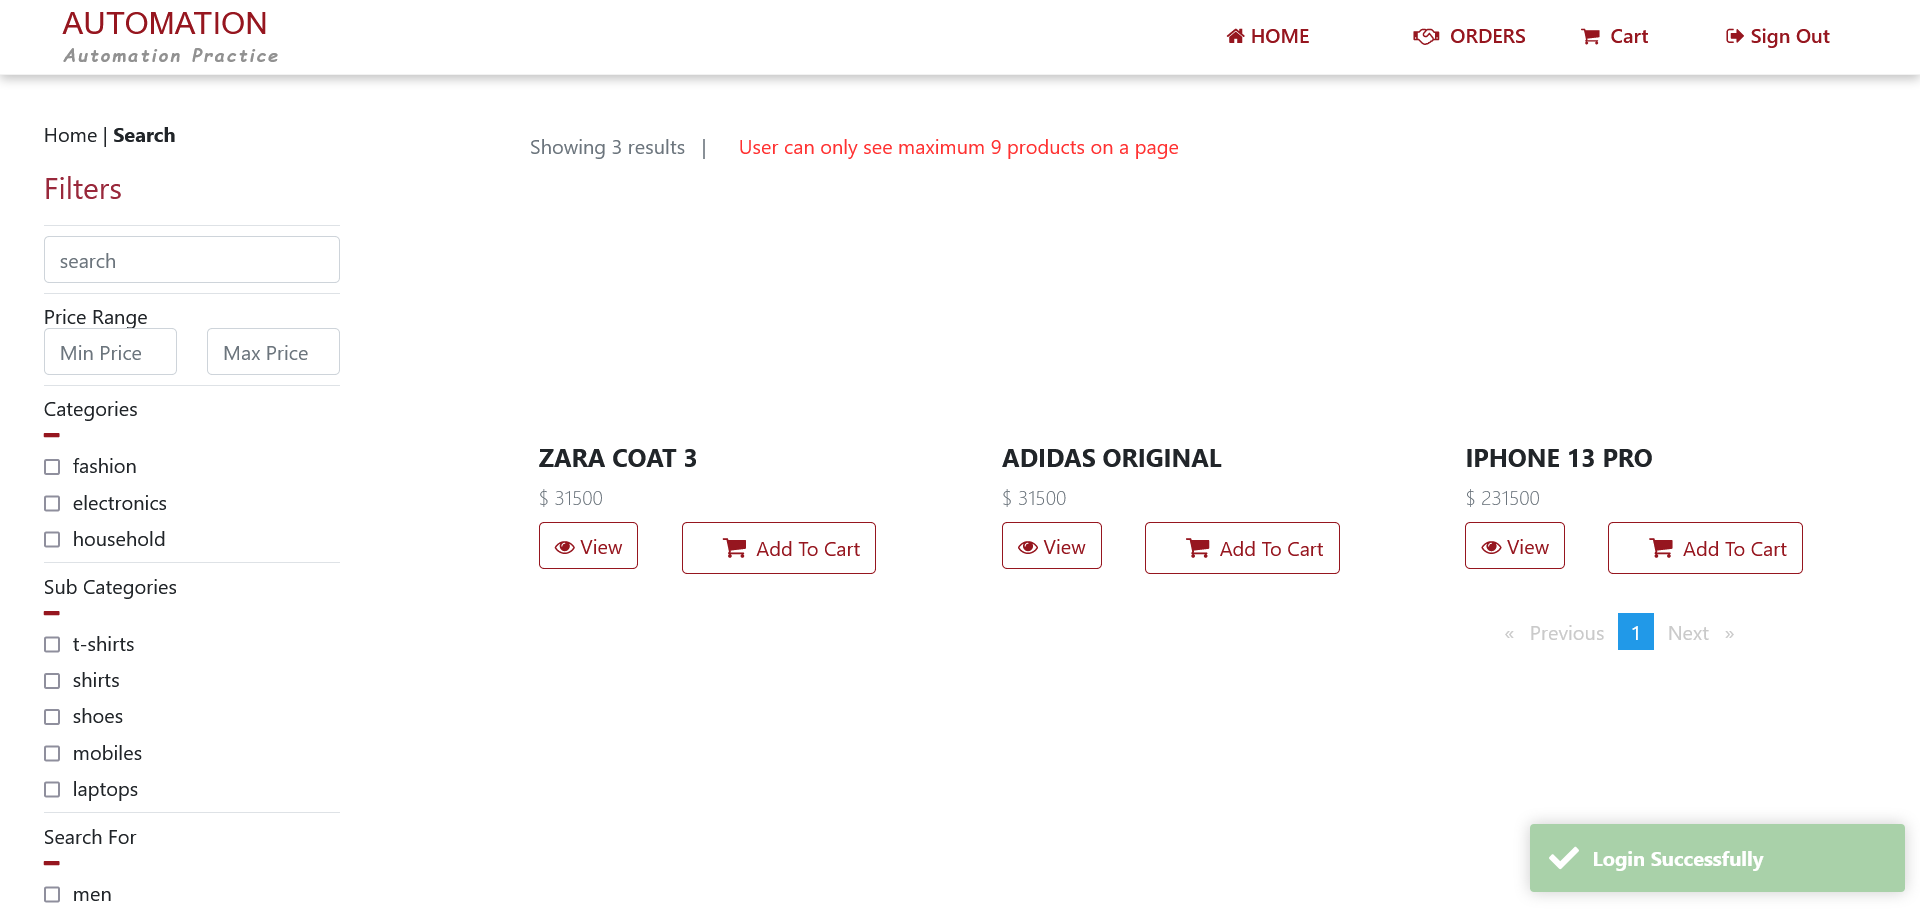 AUTOMATION
Automation Practice
HOME
ORDERS
Cart
Sign Out
Home | Search
Showing 3 results |
User can only see maximum 9 products on a page
Filters
search
Price Range
Min Price
Max Price
Categories
fashion
electronics
household
Sub Categories
t-shirts
shirts
shoes
mobiles
laptops
Search For
men
ZARA COAT 3
$ 31500
View
Add To Cart
ADIDAS ORIGINAL
$ 31500
View
Add To Cart
IPHONE 13 PRO
$ 231500
View
Add To Cart
« Previous 1 Next »
Login Successfully